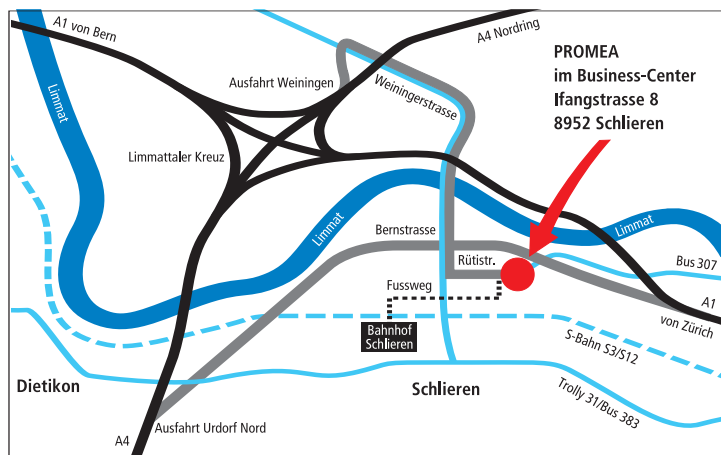 A1 von Bern
A4 Nordring
Ausfahrt Weiningen
Weiningerstrasse
PROMEA
im Business-Center
Ifangstrasse 8
8952 Schlieren
Limmat
Limmattaler Kreuz
Limmat
Bernstrasse
Limmat
Rütistr.
Bus 307
Fussweg
A1
von Zürich
Bahnhof
Schlieren
S-Bahn S3/S12
Dietikon
Schlieren
Trolly 31/Bus 383
Ausfahrt Urdorf Nord
A4